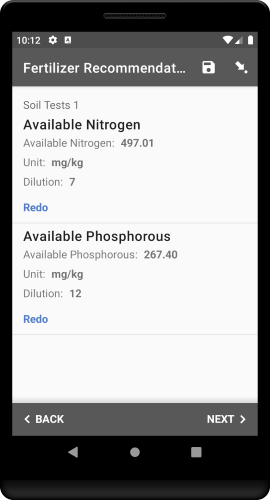 10:12
Fertilizer Recommendat...
Soil Tests 1
Available Nitrogen
Available Nitrogen: 497.01
Unit: mg/kg
Dilution: 7
Redo
Available Phosphorous
Available Phosphorous: 267.40
Unit: mg/kg
Dilution: 12
Redo
BACK NEXT